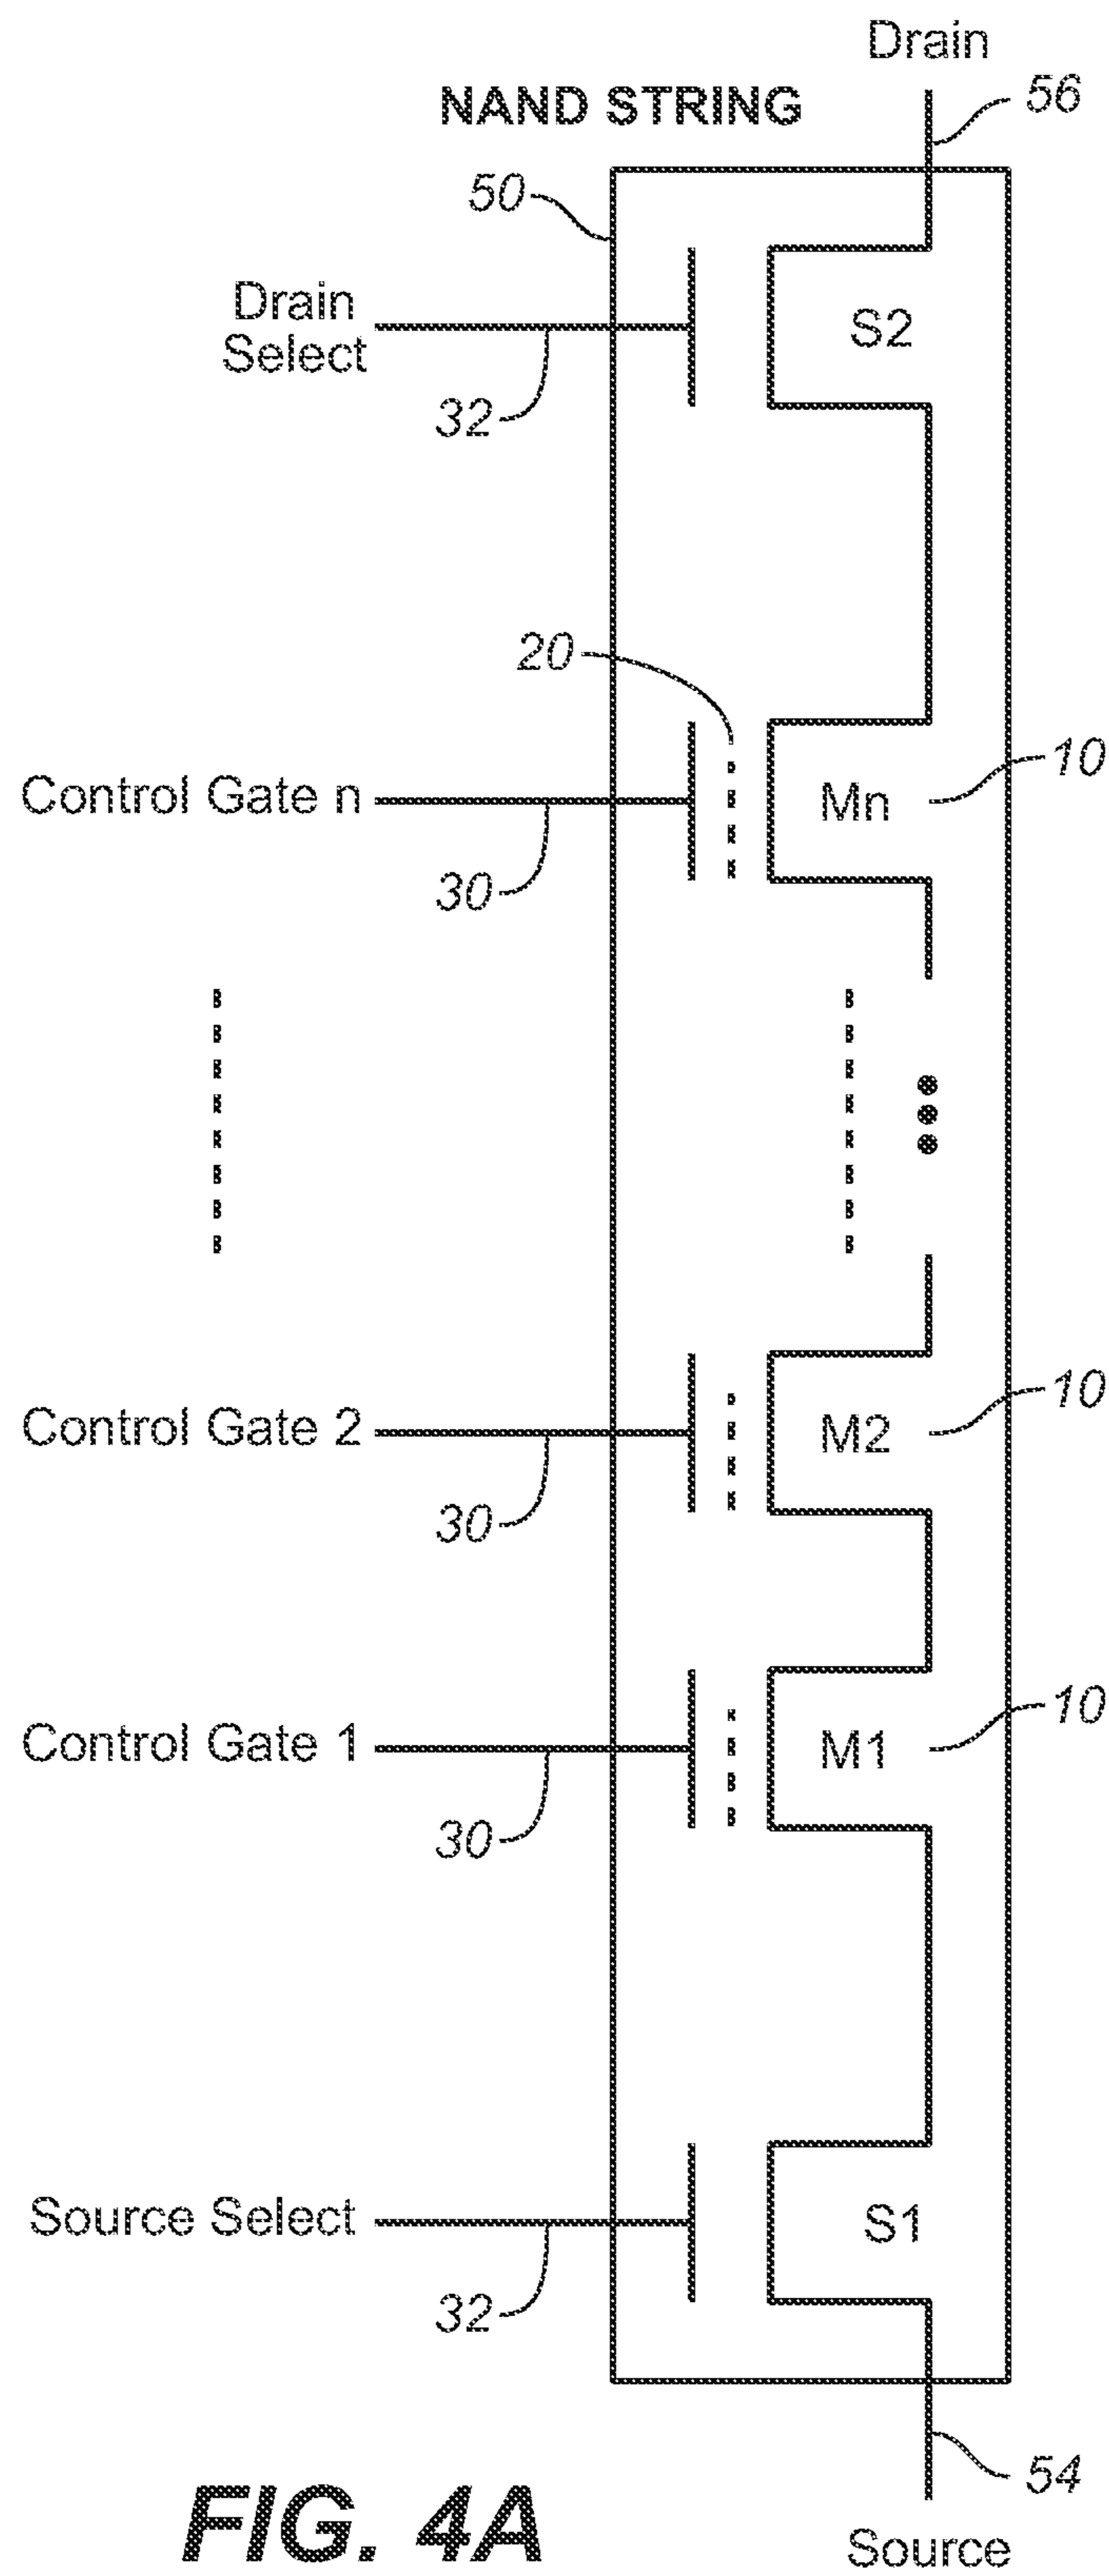 Drain
56
NAND STRING
50
Drain
Select
S2
32
20
10
Control Gate n
Mn
30
10
Control Gate 2
M2
30
10
Control Gate 1
M1
30
Source Select
S1
32
54
FIG. 4A
Source